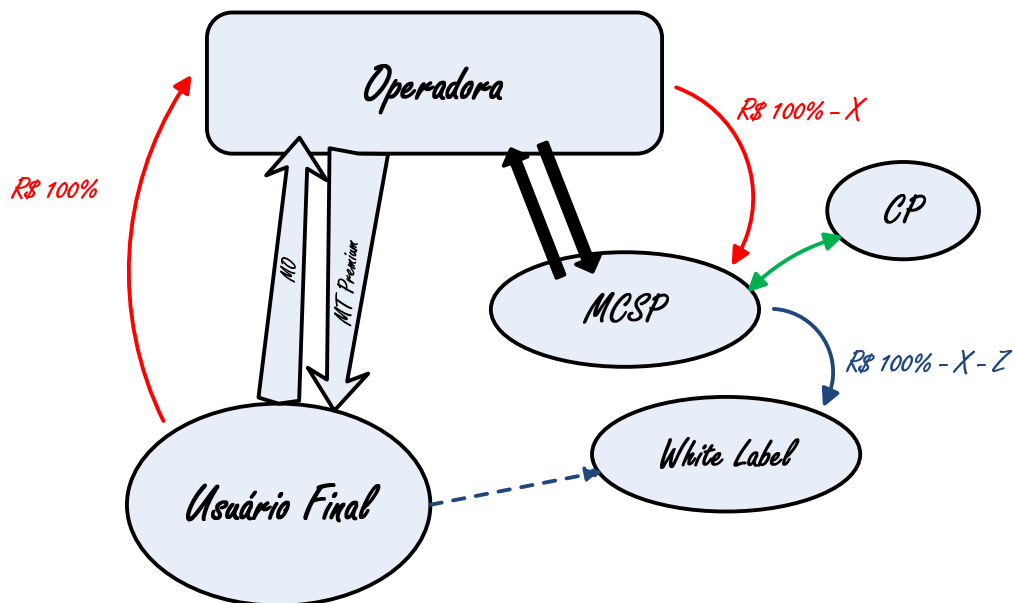 Operadora
R$ 100% - X
R$ 100%
CP
MO
MT Premium
MCSP
R$ 100% - X - Z
White Label
Usuário Final